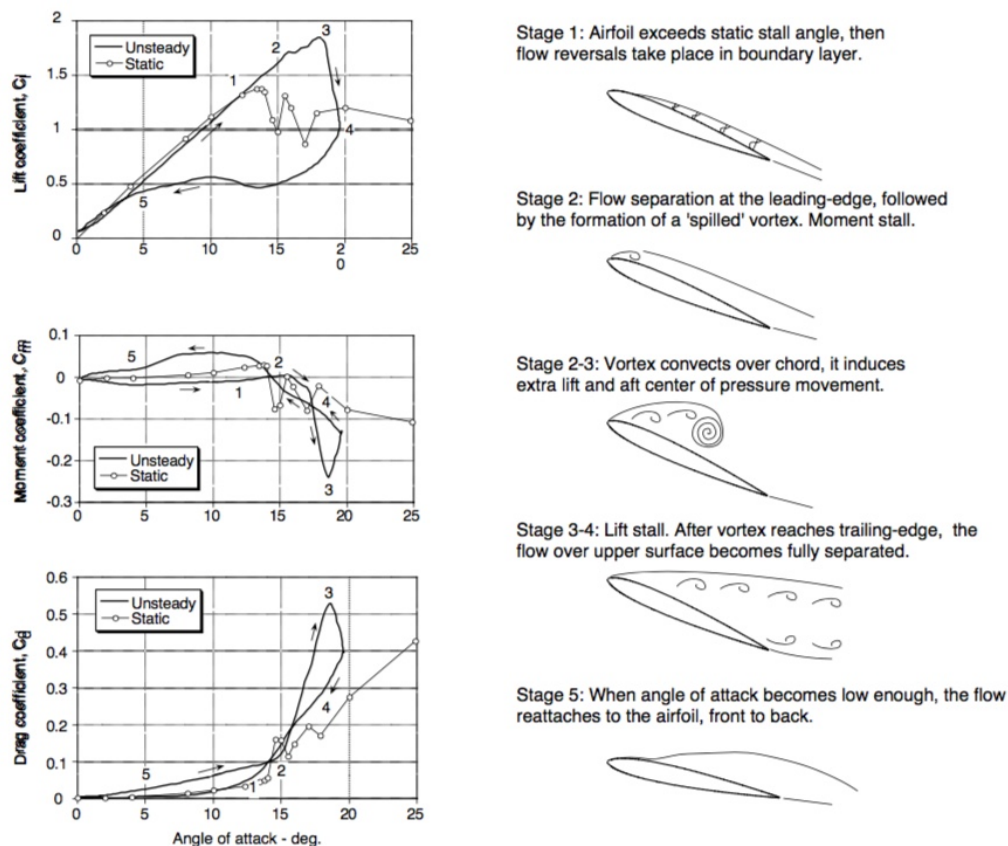 2
1.5
1
0.5
0
0 5 10 15 2 25
0
Lift coefficient, Cl
Unsteady
Static
1
2
3
4
5
0.1
0
-0.1
-0.2
-0.3
0 5 10 15 20 25
Moment coefficient, Cm
Unsteady
Static
5
1
2
4
3
0.6
0.5
0.4
0.3
0.2
0.1
0
0 5 10 15 20 25
Drag coefficient, Cd
Angle of attack - deg.
Unsteady
Static
3
4
5
1
2
Stage 1: Airfoil exceeds static stall angle, then
flow reversals take place in boundary layer.
Stage 2: Flow separation at the leading-edge, followed
by the formation of a 'spilled' vortex. Moment stall.
Stage 2-3: Vortex convects over chord, it induces
extra lift and aft center of pressure movement.
Stage 3-4: Lift stall. After vortex reaches trailing-edge, the
flow over upper surface becomes fully separated.
Stage 5: When angle of attack becomes low enough, the flow
reattaches to the airfoil, front to back.